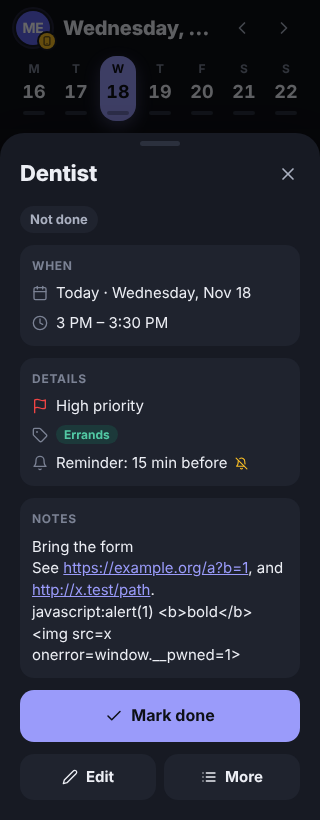 ME Wednesday, ...
M T W T F S S
16 17 18 19 20 21 22
Dentist
Not done
WHEN
Today · Wednesday, Nov 18
3 PM – 3:30 PM
DETAILS
High priority
Errands
Reminder: 15 min before
NOTES
Bring the form
See https://example.org/a?b=1, and
http://x.test/path.
javascript:alert(1) <b>bold</b>
<img src=x
onerror=window.__pwned=1>
Mark done
Edit More